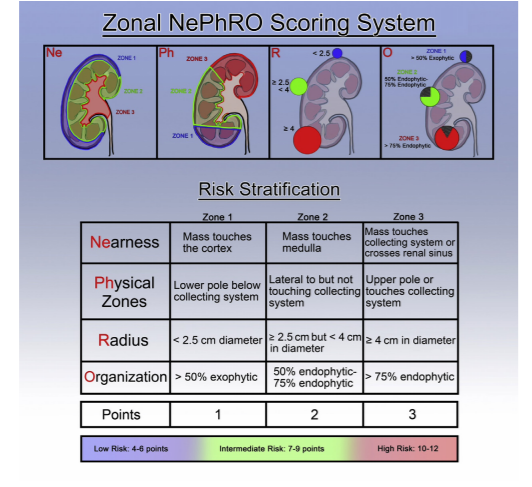 Zonal NePhRO Scoring System
Ne
ZONE 1
ZONE 2
ZONE 3
Ph
ZONE 3
ZONE 2
ZONE 1
R
< 2.5
≥ 2.5
< 4
≥ 4
O
ZONE 1
> 50% Exophytic
ZONE 2
50% Endophytic-
75% Endophytic
ZONE 3
> 75% Endophytic
Risk Stratification
Zone 1 Zone 2 Zone 3
Nearness
Mass touches
the cortex
Mass touches
medulla
Mass touches
collecting system or
crosses renal sinus
Physical
Zones
Lower pole below
collecting system
Lateral to but not
touching collecting
system
Upper pole or
touches collecting
system
Radius
< 2.5 cm diameter
≥ 2.5 cm but < 4 cm
in diameter
≥ 4 cm in diameter
Organization
> 50% exophytic
50% endophytic-
75% endophytic
> 75% endophytic
Points 1 2 3
Low Risk: 4-6 points Intermediate Risk: 7-9 points High Risk: 10-12